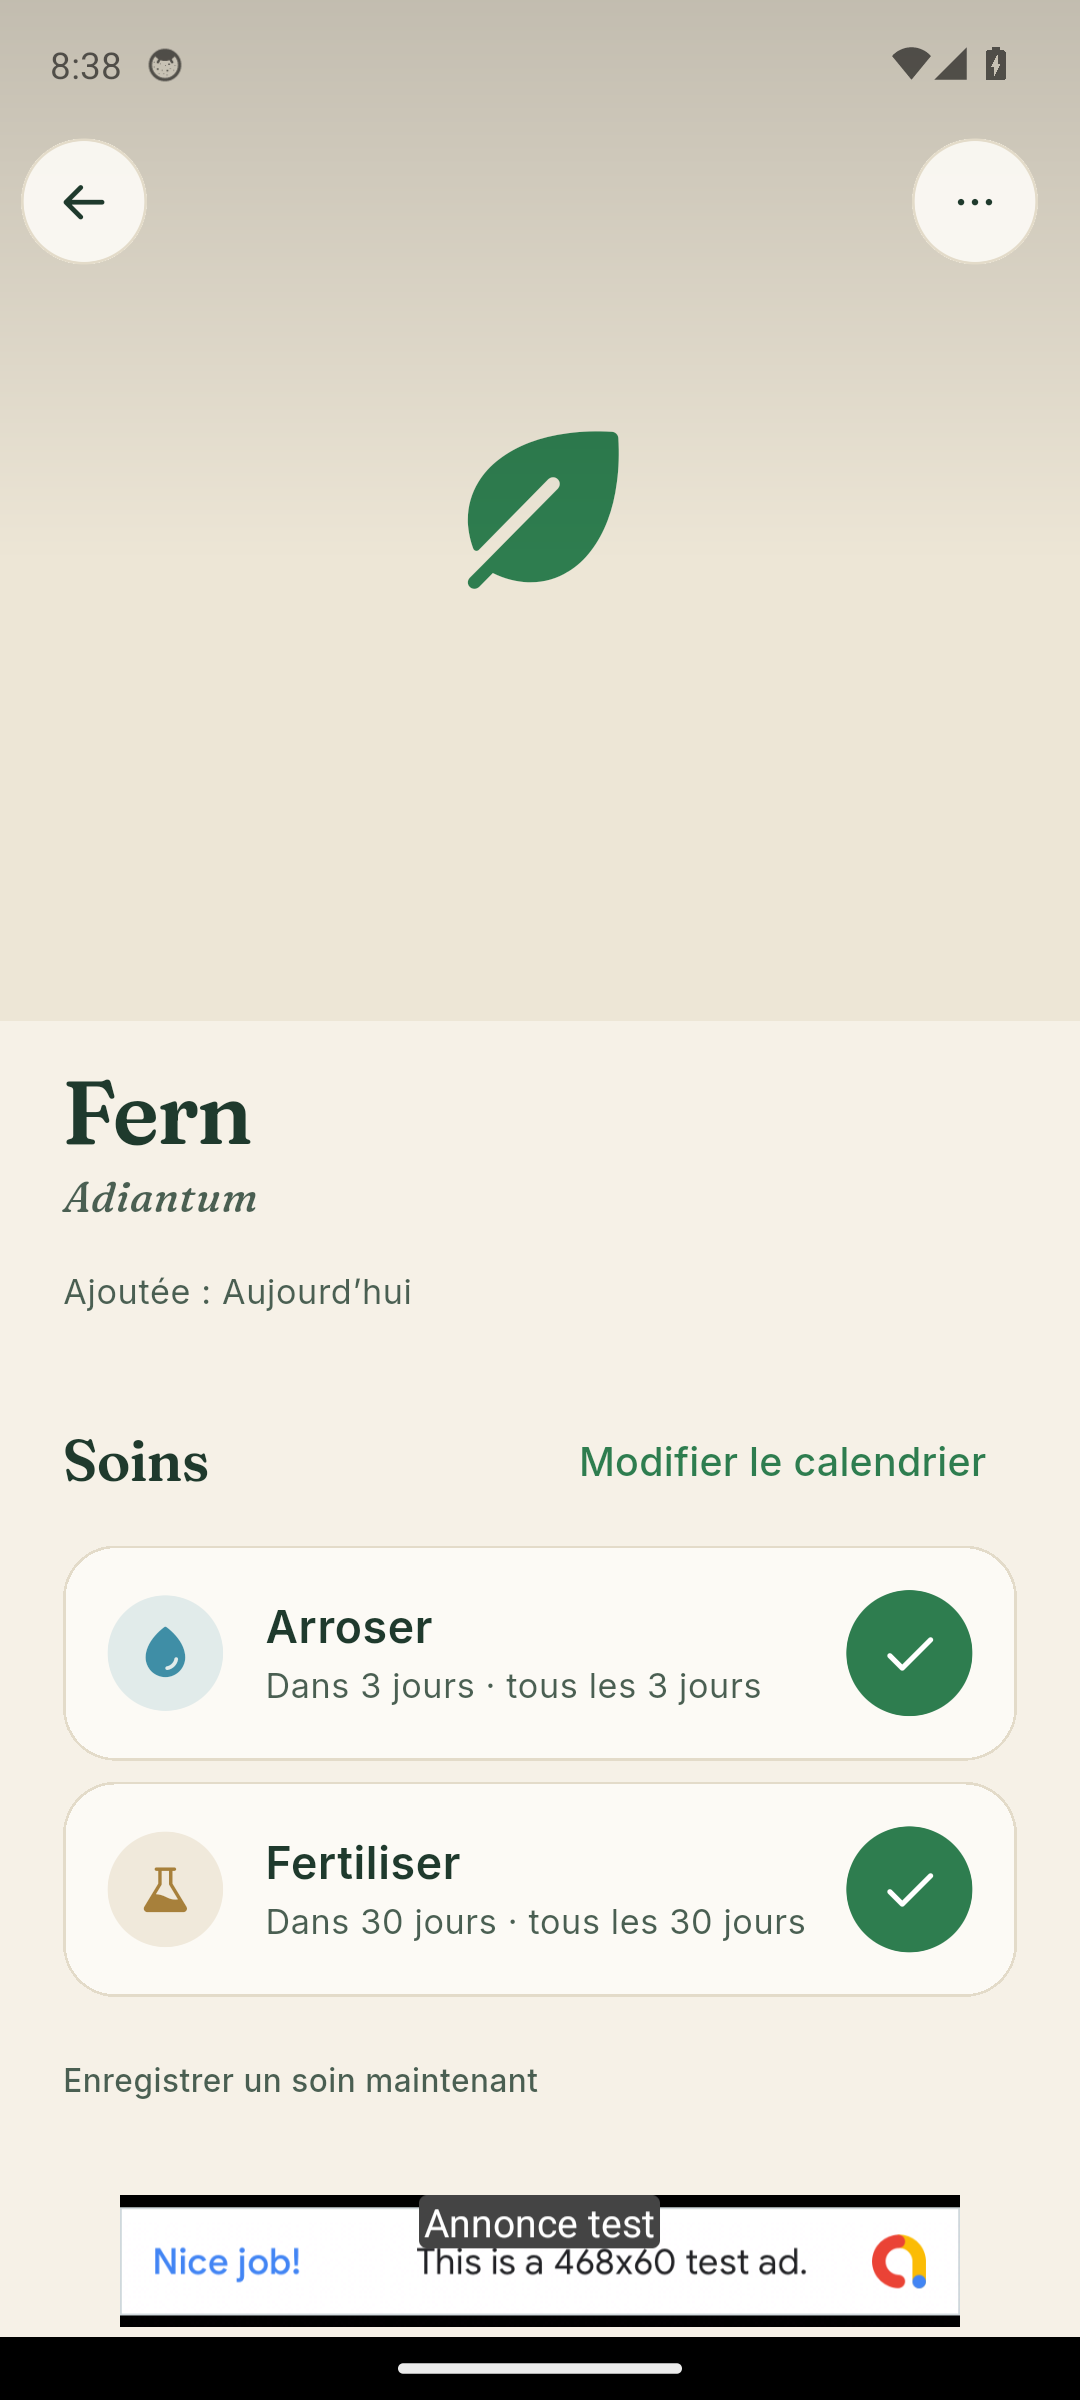 8:38
Fern
Adiantum
Ajoutée : Aujourd’hui
Soins
Modifier le calendrier
Arroser
Dans 3 jours · tous les 3 jours
Fertiliser
Dans 30 jours · tous les 30 jours
Enregistrer un soin maintenant
Annonce test
Nice job!
This is a 468x60 test ad.